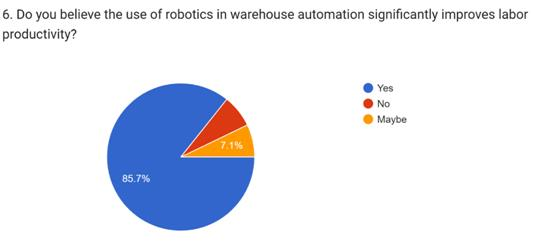 6. Do you believe the use of robotics in warehouse automation significantly improves labor
productivity?
Yes
No
Maybe
7.1%
85.7%